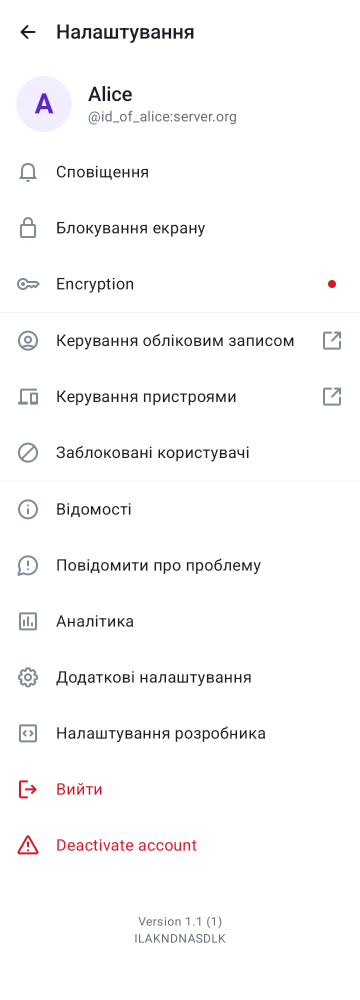 Налаштування
A
Alice
@id_of_alice:server.org
Сповіщення
Блокування екрану
Encryption
Керування обліковим записом
Керування пристроями
Заблоковані користувачі
Відомості
Повідомити про проблему
Аналітика
Додаткові налаштування
Налаштування розробника
Вийти
Deactivate account
Version 1.1 (1)
ILAKNDNASDLK